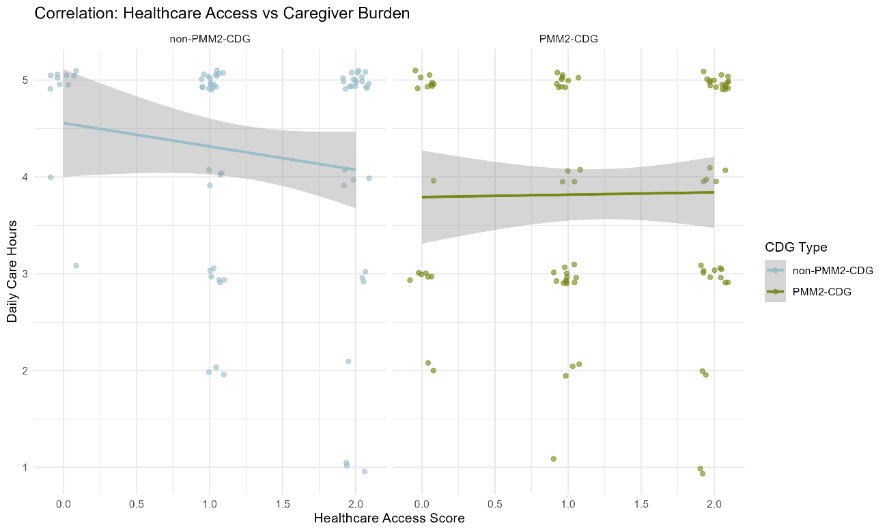 Correlation: Healthcare Access vs Caregiver Burden
non-PMM2-CDG
PMM2-CDG
5
4
3
2
1
Daily Care Hours
0.0 0.5 1.0 1.5 2.0
0.0 0.5 1.0 1.5 2.0
Healthcare Access Score
CDG Type
non-PMM2-CDG
PMM2-CDG